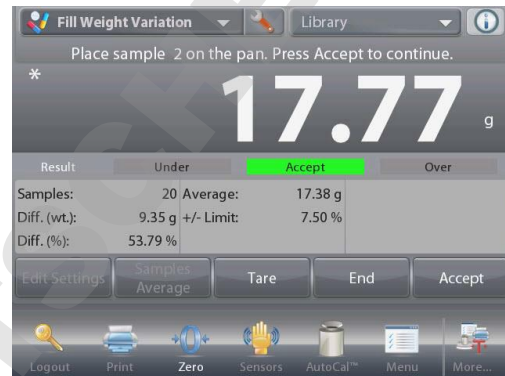 Fill Weight Variation Library
Place sample 2 on the pan. Press Accept to continue.
* 17.77 g
Result Under Accept Over
Samples: 20 Average: 17.38 g
Diff. (wt.): 9.35 g +/- Limit: 7.50 %
Diff. (%): 53.79 %
Edit Settings Samples Average Tare End Accept
Logout Print Zero Sensors AutoCal™ Menu More...